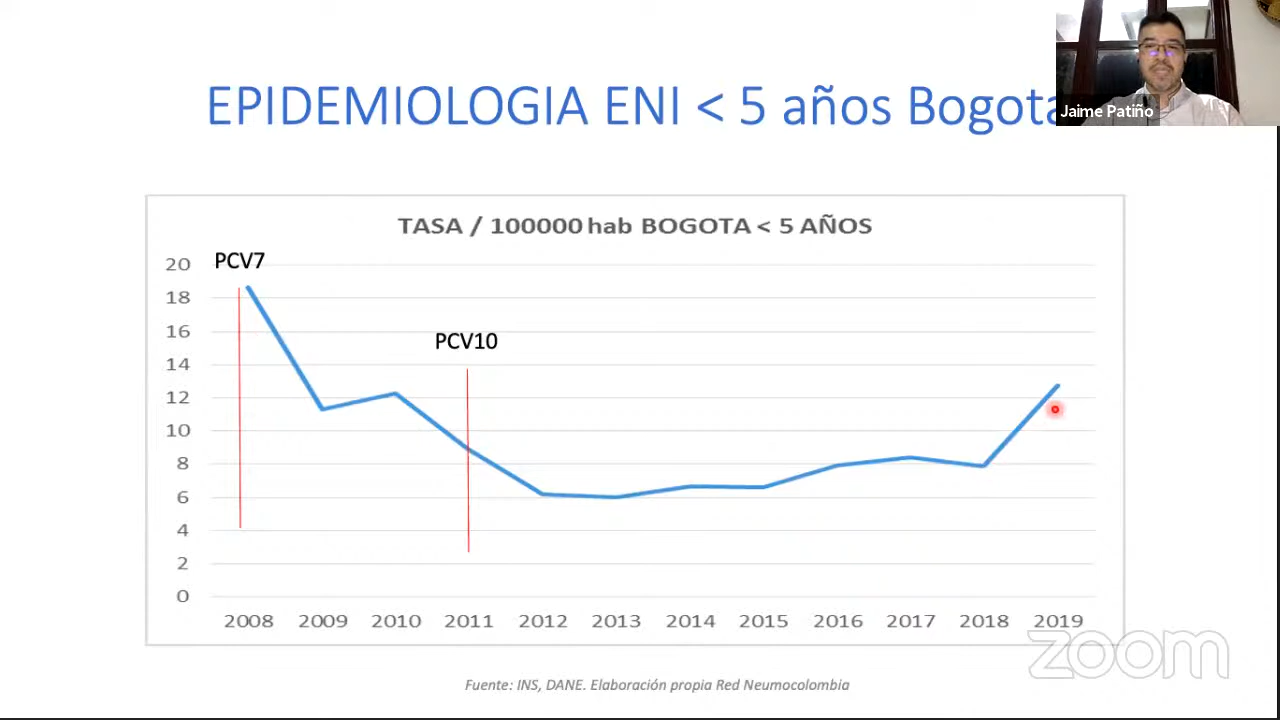 EPIDEMIOLOGIA ENI < 5 años Bogota
Jaime Patiño
TASA / 100000 hab BOGOTA < 5 AÑOS
PCV7
PCV10
20
18
16
14
12
10
8
6
4
2
0
2008 2009 2010 2011 2012 2013 2014 2015 2016 2017 2018 2019
zoom
Fuente: INS, DANE. Elaboración propia Red Neumocolombia